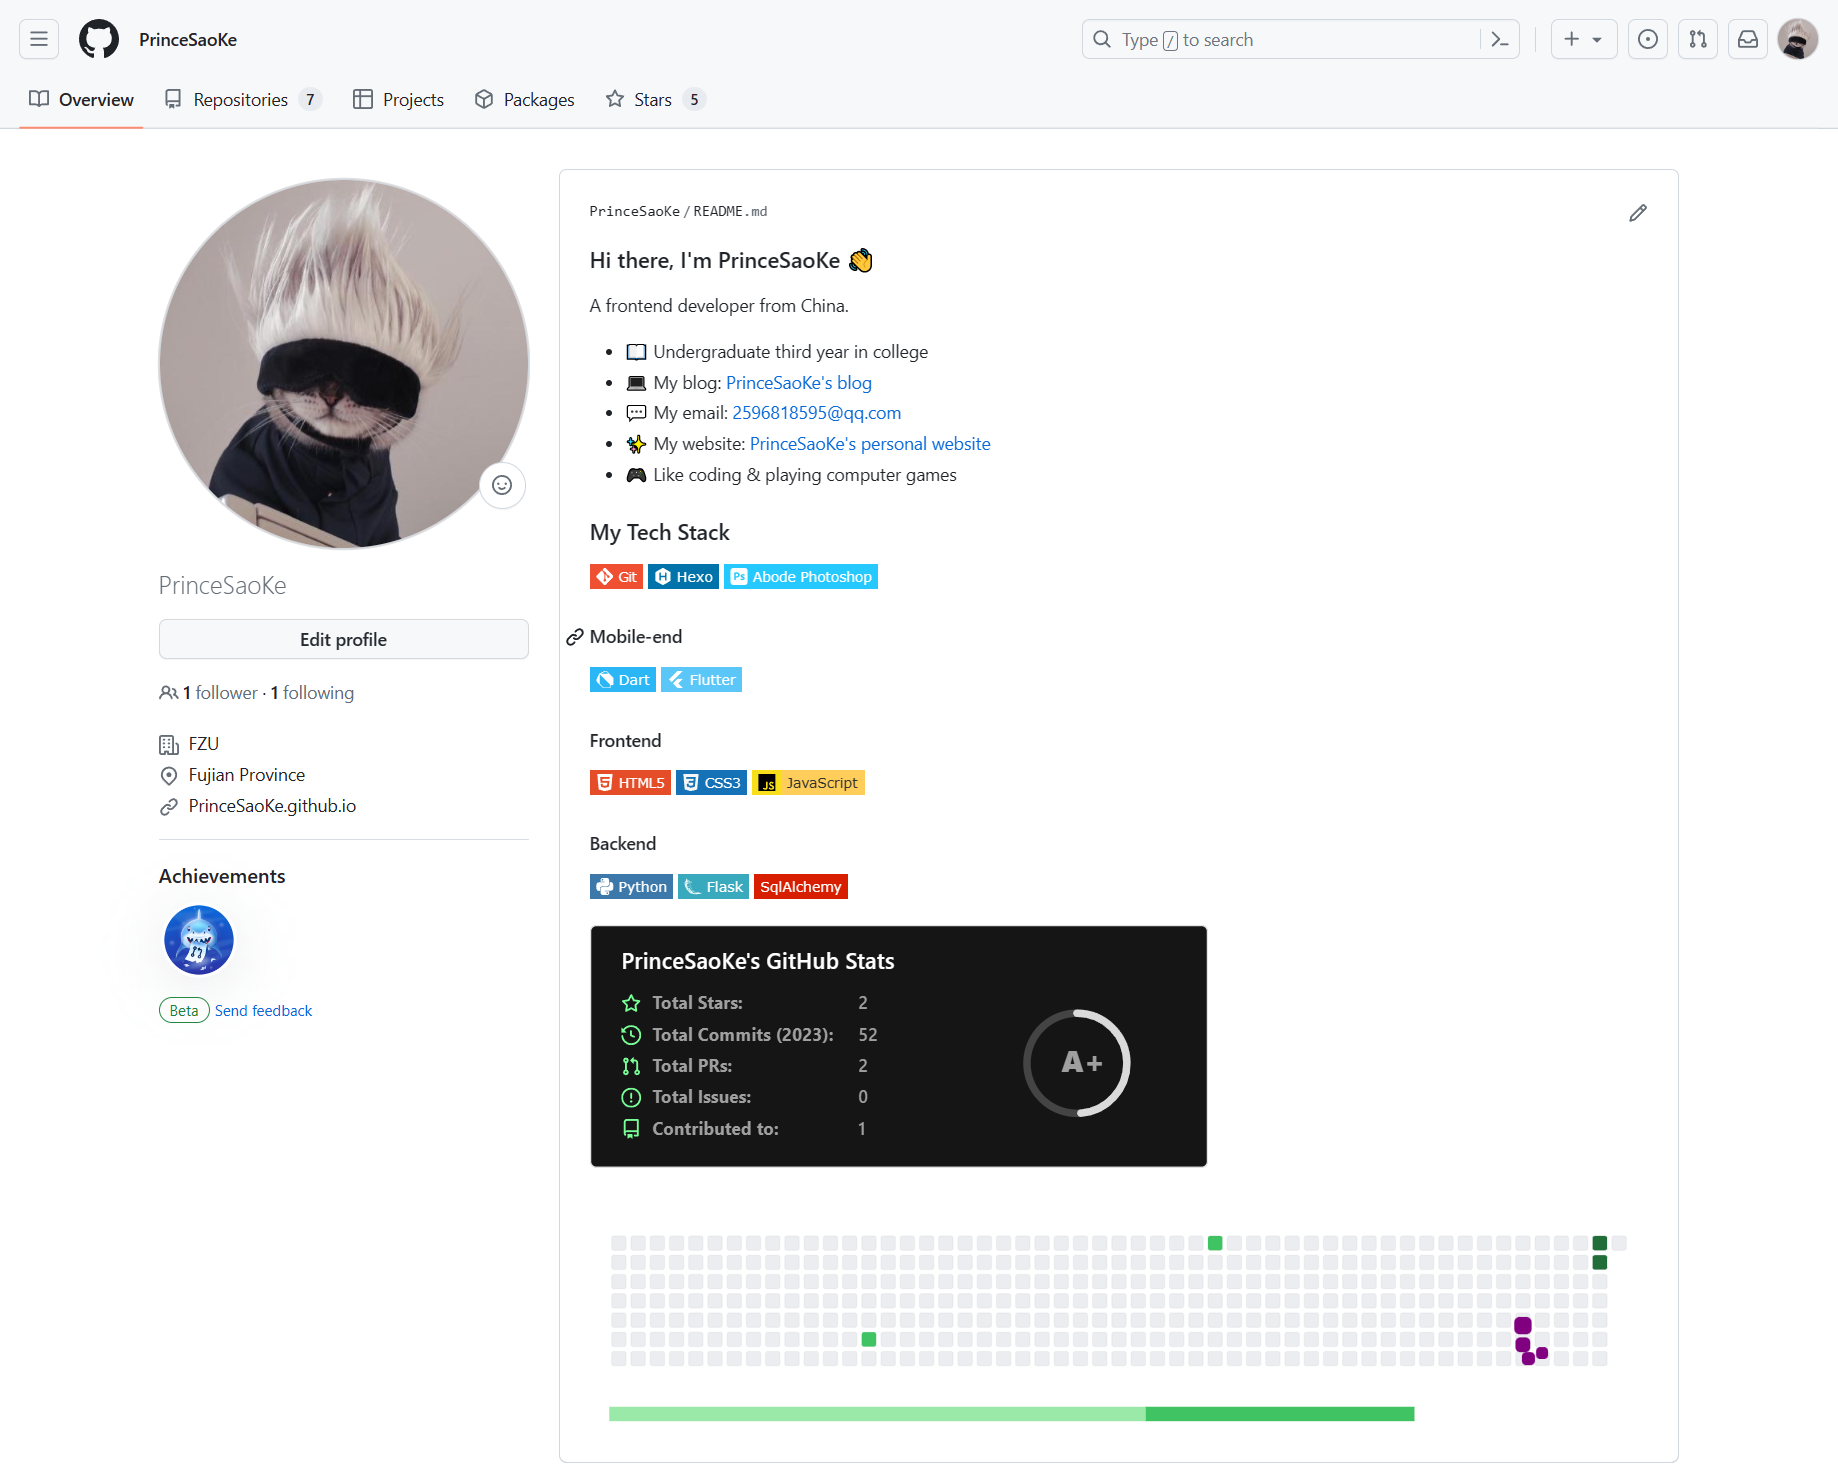 PrinceSaoKe
Type / to search
Overview
Repositories 7
Projects
Packages
Stars 5
PrinceSaoKe
Edit profile
1 follower · 1 following
FZU
Fujian Province
PrinceSaoKe.github.io
Achievements
Beta Send feedback
PrinceSaoKe / README.md
Hi there, I'm PrinceSaoKe 👋
A frontend developer from China.
📖 Undergraduate third year in college
💻 My blog: PrinceSaoKe's blog
💬 My email: 2596818595@qq.com
✨ My website: PrinceSaoKe's personal website
🎮 Like coding & playing computer games
My Tech Stack
Git Hexo Ps Abode Photoshop
Mobile-end
Dart Flutter
Frontend
HTML5 CSS3 JS JavaScript
Backend
Python Flask SqlAlchemy
PrinceSaoKe's GitHub Stats
Total Stars: 2
Total Commits (2023): 52
Total PRs: 2
Total Issues: 0
Contributed to: 1
A+